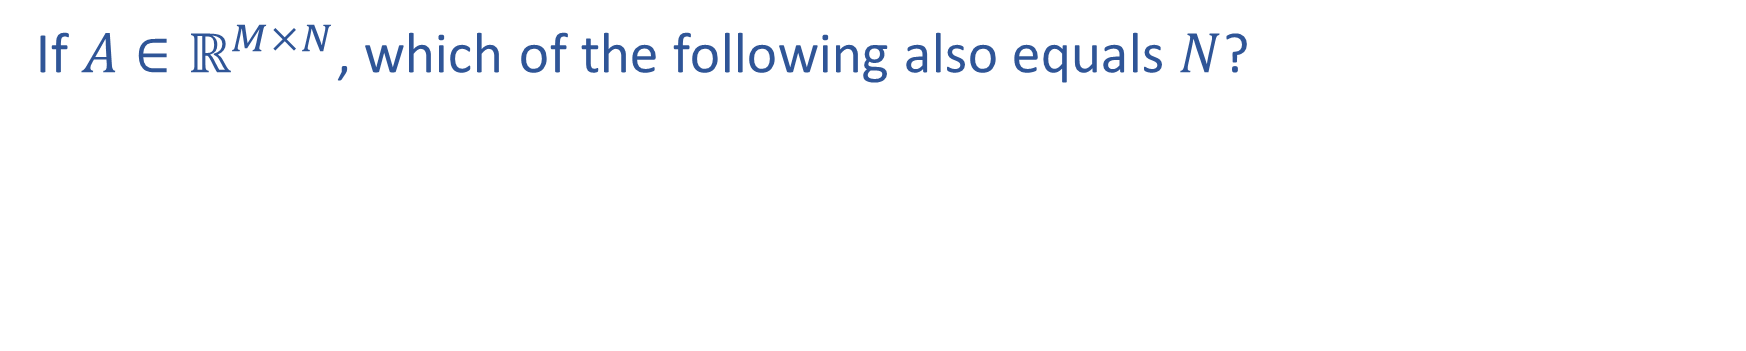 If 𝐴 ∈ ℝ^{𝑀×𝑁}, which of the following also equals 𝑁?